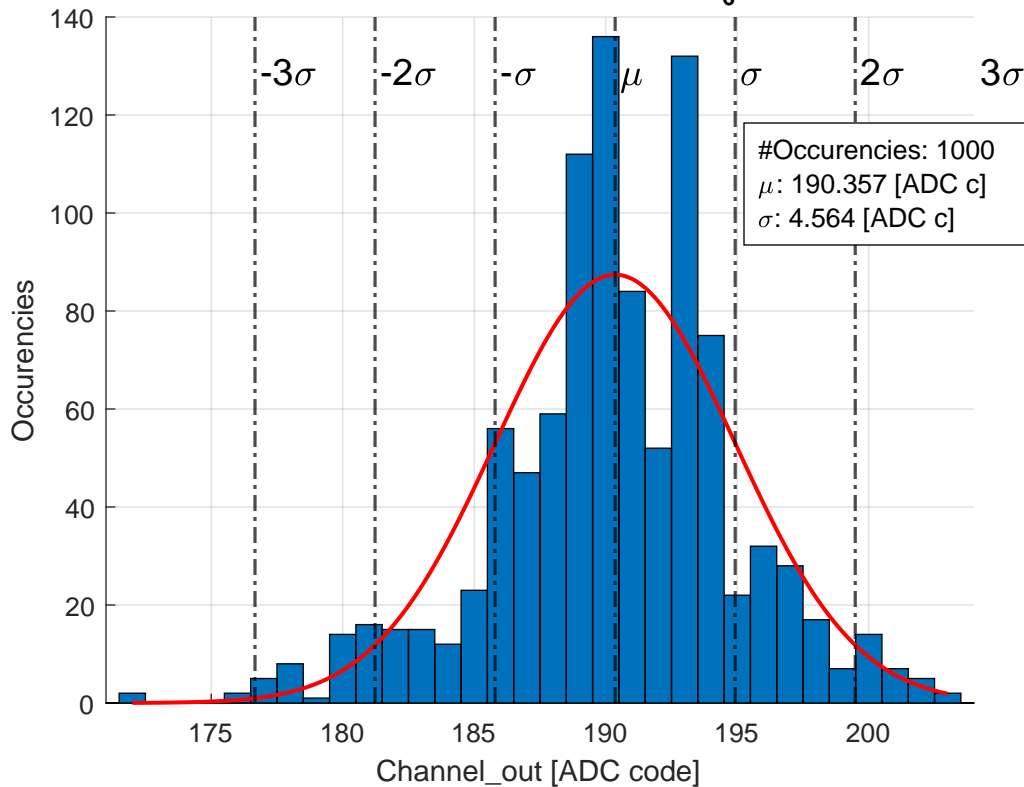 140
120
100
80
60
40
20
0
-3σ
-2σ
-σ
μ
σ
2σ
3σ
#Occurencies: 1000
μ: 190.357 [ADC c]
σ: 4.564 [ADC c]
Occurencies
175
180
185
190
195
200
Channel_out [ADC code]